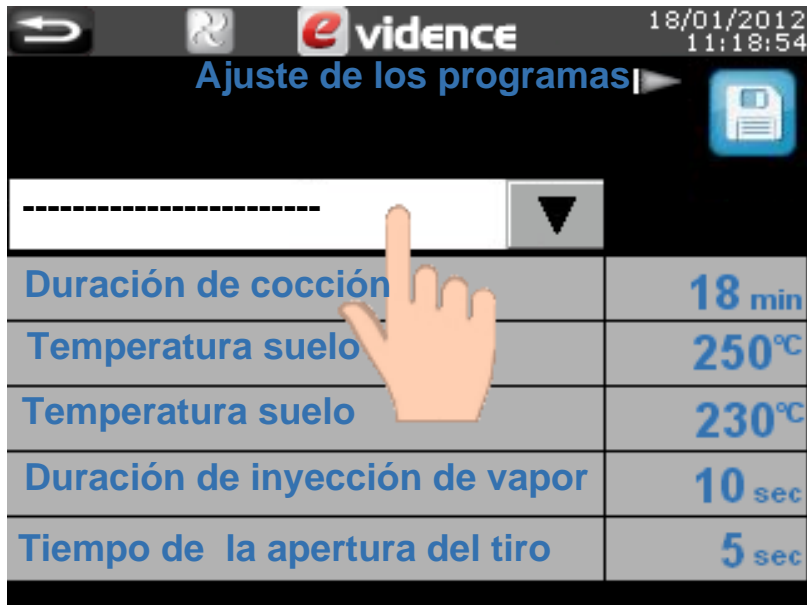 evidence
18/01/2012
11:18:54
Ajuste de los programas
------------------------
Duración de cocción 18 min
Temperatura suelo 250°C
Temperatura suelo 230°C
Duración de inyección de vapor 10 sec
Tiempo de la apertura del tiro 5 sec